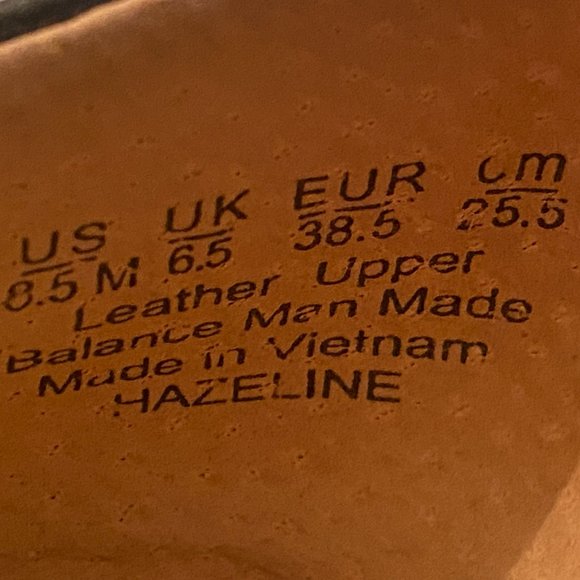 US UK EUR cm
8.5 M 6.5 38.5 25.5
Leather Upper
Balance Man Made
Made in Vietnam
HAZELINE